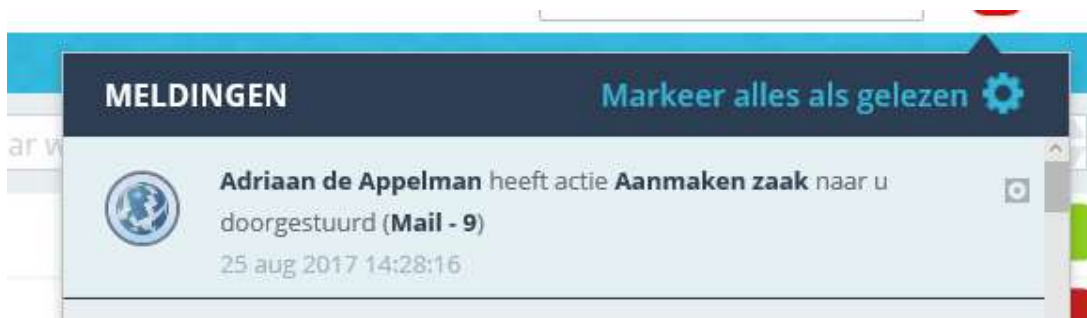 MELDINGEN
Markeer alles als gelezen
ar w
Adriaan de Appelman heeft actie Aanmaken zaak naar u
doorgestuurd (Mail - 9)
25 aug 2017 14:28:16